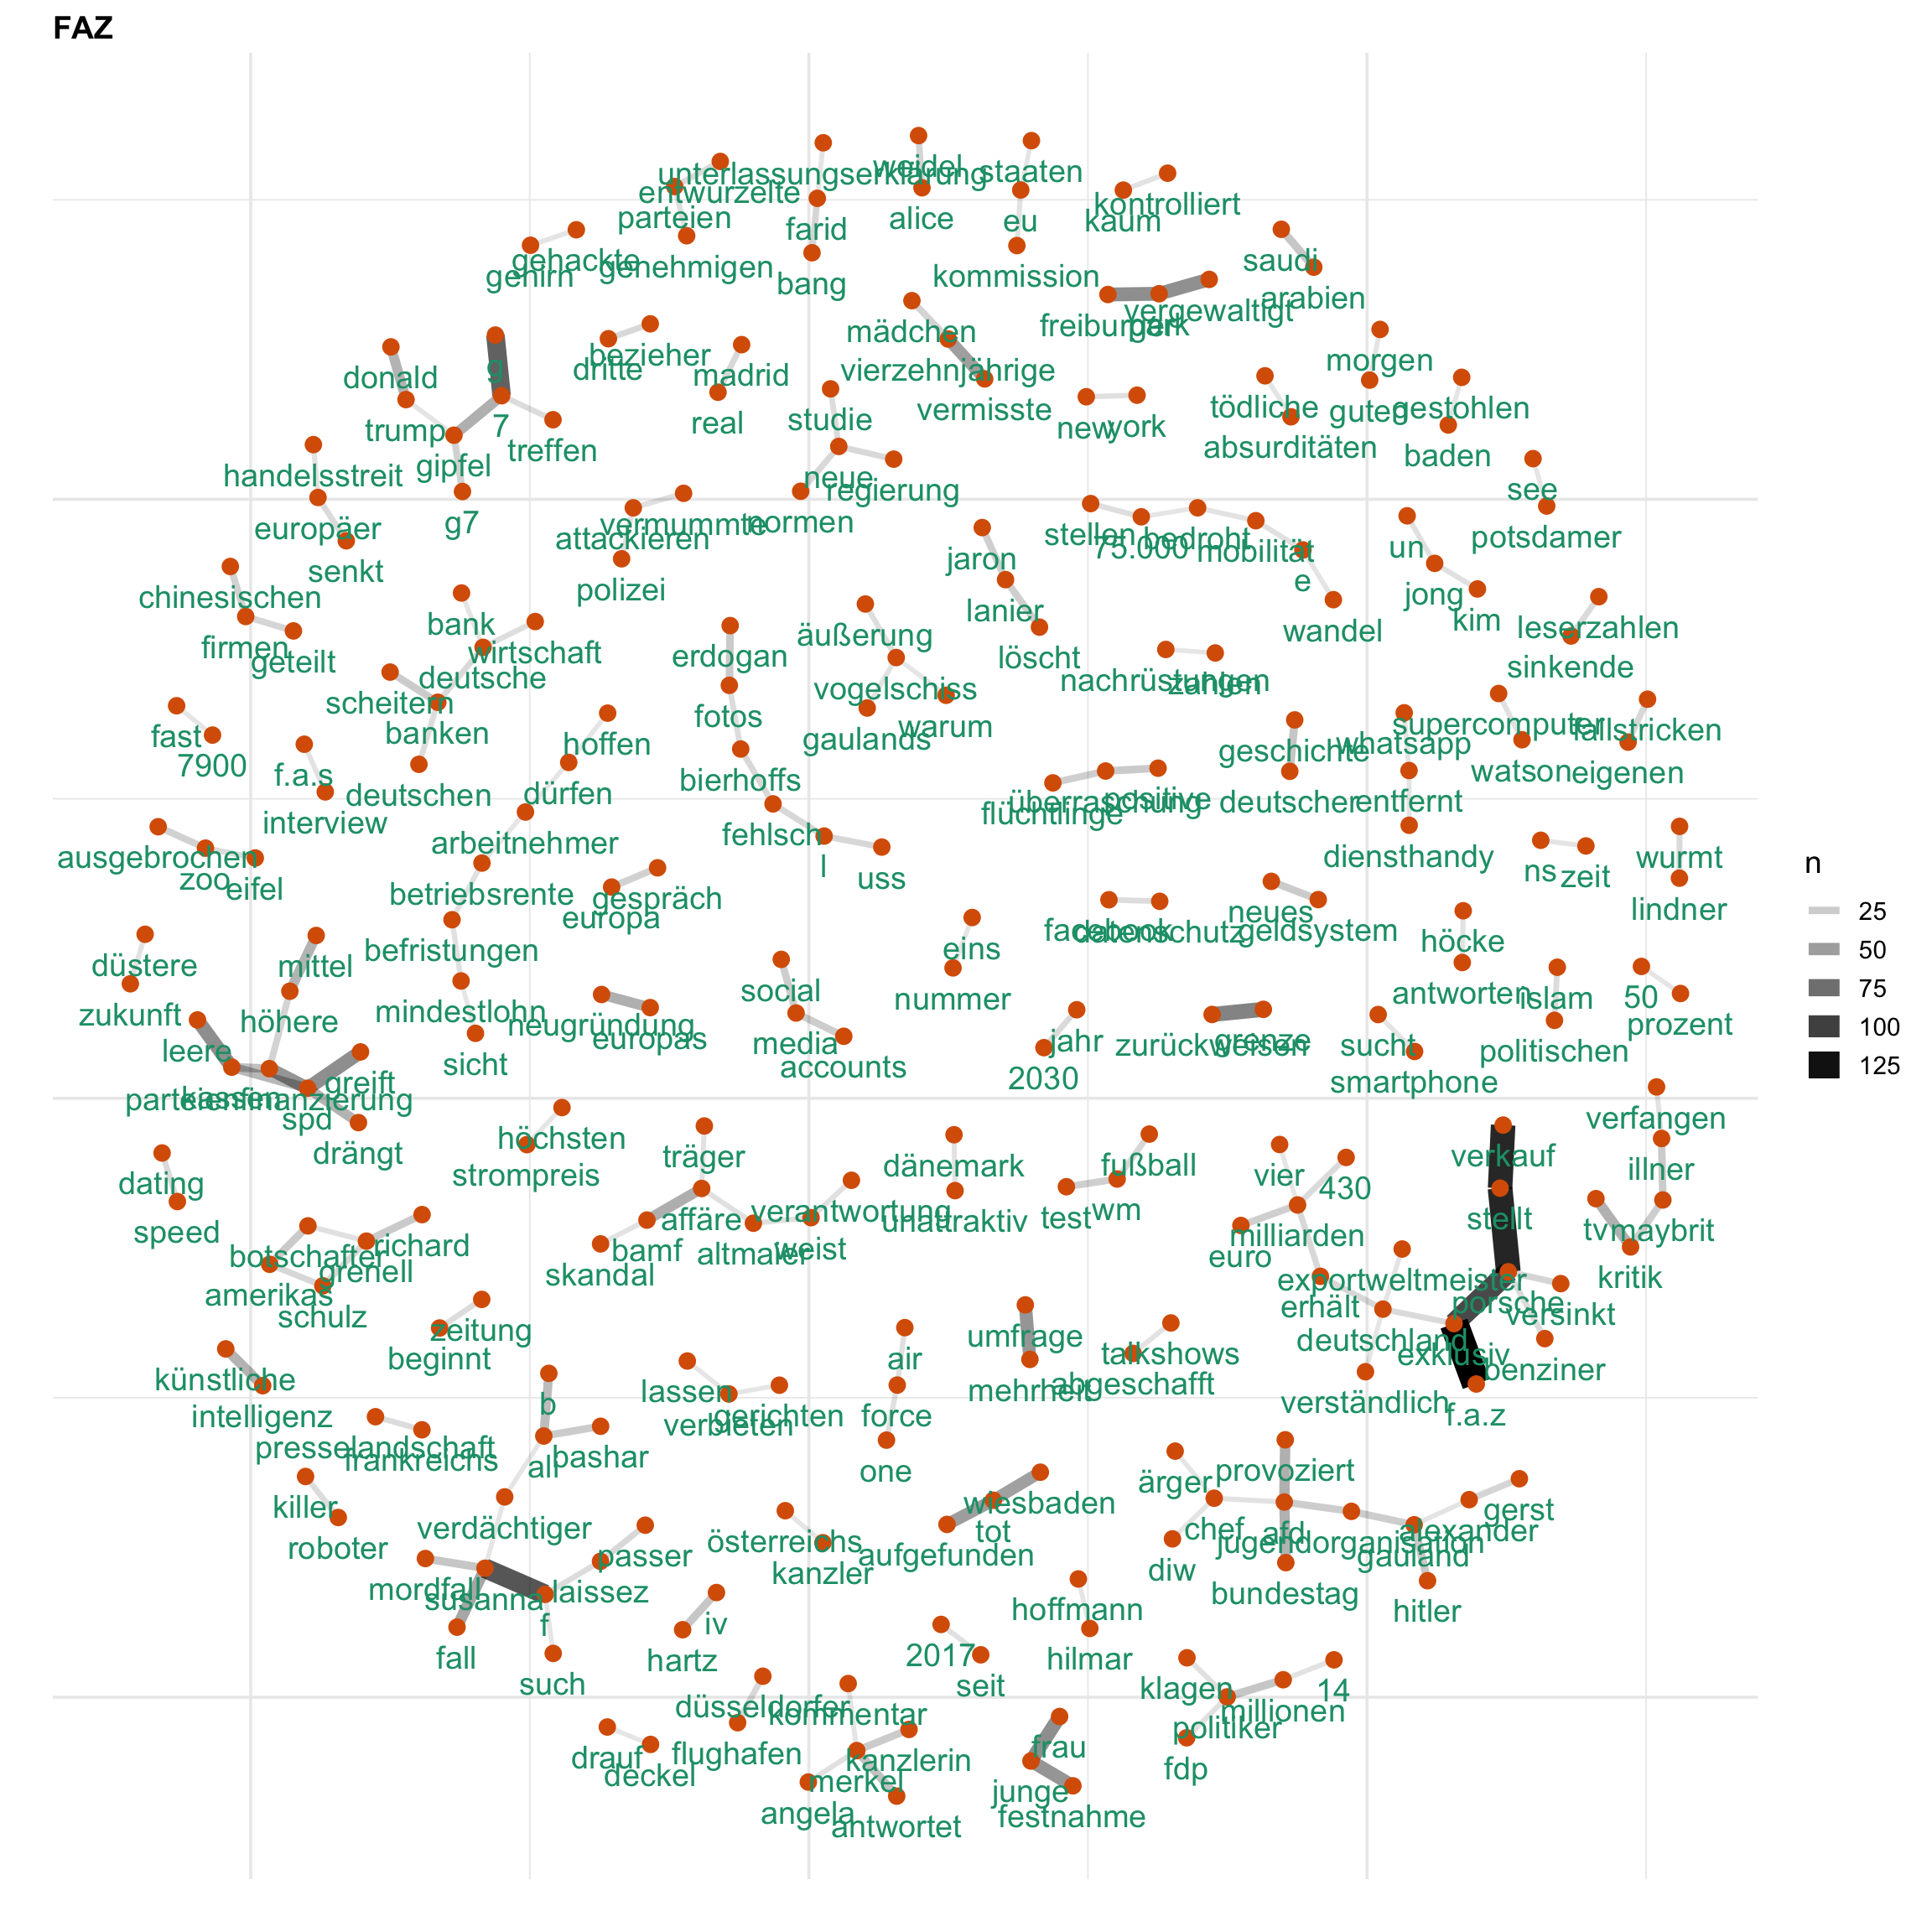 FAZ
weidel
unterlassungserklärung
staaten
entwurzelte
kontrolliert
parteien
farid
alice
eu
kaum
gehackte
gehirn
genehmigen
bang
kommission
saudi
arabien
vergewaltigt
freiburger
park
mädchen
morgen
donald
g
dritte
bezieher
madrid
vierzehnjährige
vermisste
tödliche
guten
gestohlen
trump
7
treffen
real
studie
new
york
absurditäten
baden
handelsstreit
gipfel
neue
regierung
see
europäer
g7
vermummte
normen
attackieren
stellen
75.000
bedroht
mobilität
un
potsdamer
senkt
polizei
jaron
e
chinesischen
bank
lanier
jong
kim
firmen
geteilt
wirtschaft
deutsche
erdogan
äußerung
löscht
wandel
leserzahlen
sinkende
scheitern
vogelschiss
nachrüstungen
zahlen
fast
7900
banken
hoffen
fotos
gaulands
warum
geschichte
whatsapp
supercomputer
fallstricken
f.a.s
interview
deutschen
dürfen
bierhoffs
überraschung
positive
flüchtlinge
deutscher
entfernt
watson
eigenen
ausgebrochen
zoo
eifel
arbeitnehmer
fehlsch
l
uss
diensthandy
ns
zeit
wurmt
betriebsrente
gespräch
europa
facebook
datenschutz
neues
geldsystem
lindner
düstere
mittel
befristungen
eins
höcke
zukunft
höhere
mindestlohn
neugründung
europas
social
nummer
antworten
islam
50
prozent
leere
kassen
parteienfinanzierung
greift
spd
drängt
sicht
media
accounts
jahr
2030
zurückweisen
grenze
sucht
smartphone
politischen
dating
speed
höchsten
strompreis
träger
dänemark
fußball
vier
430
verkauf
verfangen
illner
botschafter
richard
grenell
amerikas
schulz
affäre
bamf
skandal
verantwortung
altmaier
weist
unattraktiv
test
wm
milliarden
euro
stellt
tv
maybrit
kritik
zeitung
beginnt
umfrage
mehrheit
talkshows
abgeschafft
exportweltmeister
erhält
deutschland
porsche
versinkt
exklusiv
benziner
künstliche
intelligenz
b
lassen
verbieten
gerichten
air
force
one
verständlich
f.a.z
presselandschaft
frankreichs
all
bashar
killer
roboter
verdächtiger
österreichs
kanzler
wiesbaden
tot
aufgefunden
ärger
chef
diw
provoziert
afd
jugendorganisation
bundestag
alexander
gauland
gerst
hitler
mordfall
susanna
f
passer
laissez
fall
such
hartz
iv
2017
seit
hoffmann
hilmar
klagen
politiker
millionen
14
fdp
düsseldorfer
flughafen
kommentar
drauf
deckel
kanzlerin
merkel
angela
antwortet
frau
junge
festnahme
n
25
50
75
100
125